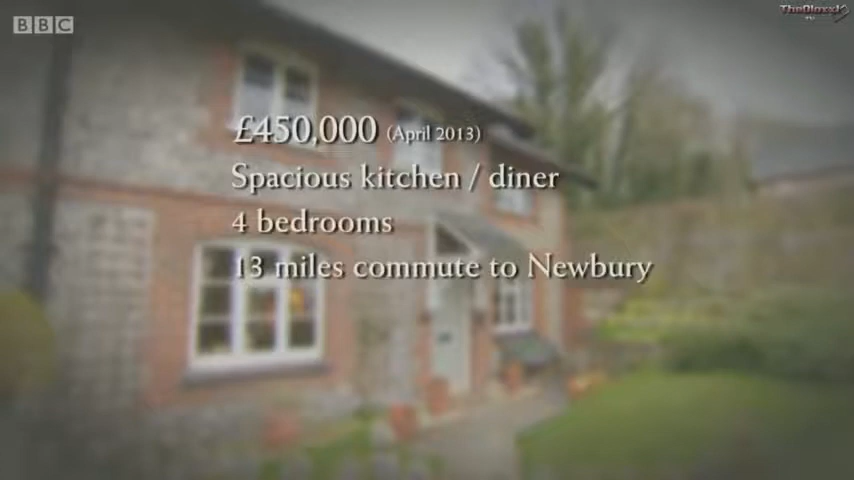 BBC
£450,000 (April 2013)
Spacious kitchen / diner
4 bedrooms
13 miles commute to Newbury